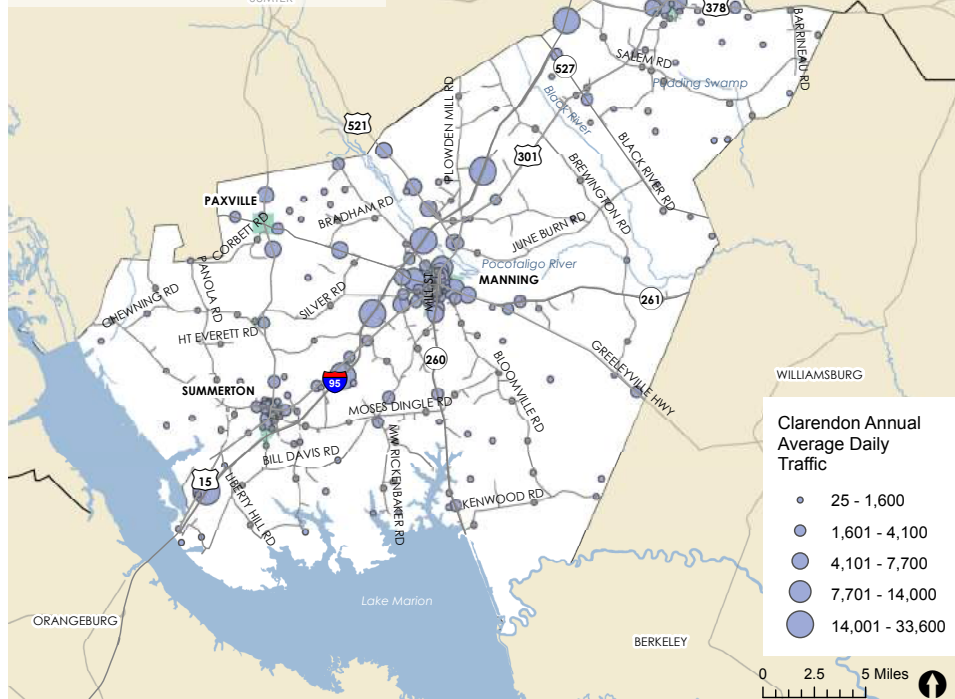 SUMTER
378
BARRINEAU RD
SALEM RD
527
Pudding Swamp
PLOWDEN MILL RD
Black River
521
301
BLACK RIVER RD
BREWINGTON RD
PAXVILLE
BRADHAM RD
CORBETT RD
JUNE BURN RD
Pocotaligo River
MANNING
PANOLA RD
MILL ST
261
CHEWNING RD
SILVER RD
HT EVERETT RD
260
GREELEYVILLE HWY
BLOOMVILLE RD
WILLIAMSBURG
95
SUMMERTON
MOSES DINGLE RD
BILL DAVIS RD
MW RICKENBAKER RD
15
LIBERTY HILL RD
KENWOOD RD
Lake Marion
ORANGEBURG
BERKELEY
Clarendon Annual
Average Daily
Traffic
25 - 1,600
1,601 - 4,100
4,101 - 7,700
7,701 - 14,000
14,001 - 33,600
0 2.5 5 Miles